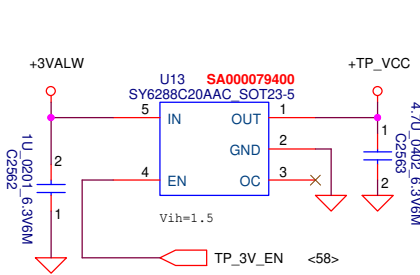 +3VALW
+TP_VCC
U13 SA000079400
SY6288C20AAC_SOT23-5
5 IN OUT 1
GND 2
4 EN OC 3
Vih=1.5
TP_3V_EN <58>
2
1
1U_0201_6.3V6M
C2562
1
2
4.7U_0402_6.3V6M
C2563